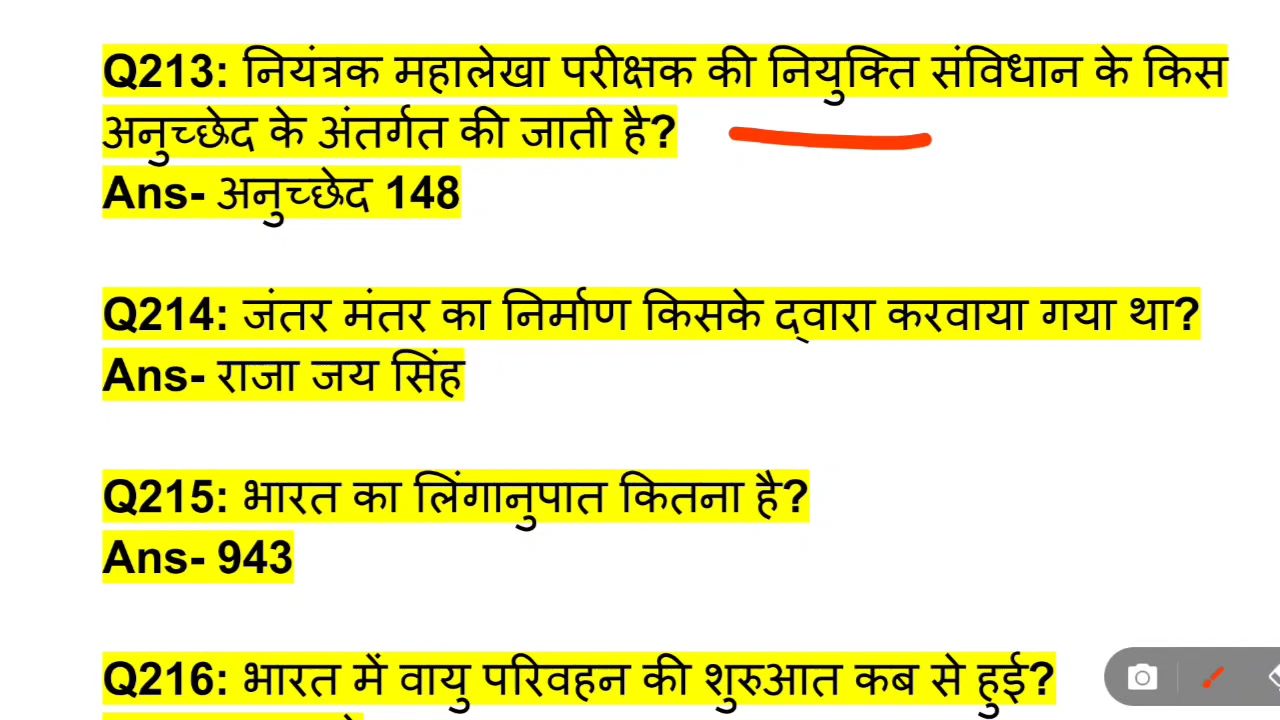 Q213: नियंत्रक महालेखा परीक्षक की नियुक्ति संविधान के किस
अनुच्छेद के अंतर्गत की जाती है?
Ans- अनुच्छेद 148
Q214: जंतर मंतर का निर्माण किसके द्वारा करवाया गया था?
Ans- राजा जय सिंह
Q215: भारत का लिंगानुपात कितना है?
Ans- 943
Q216: भारत में वायु परिवहन की शुरुआत कब से हुई?